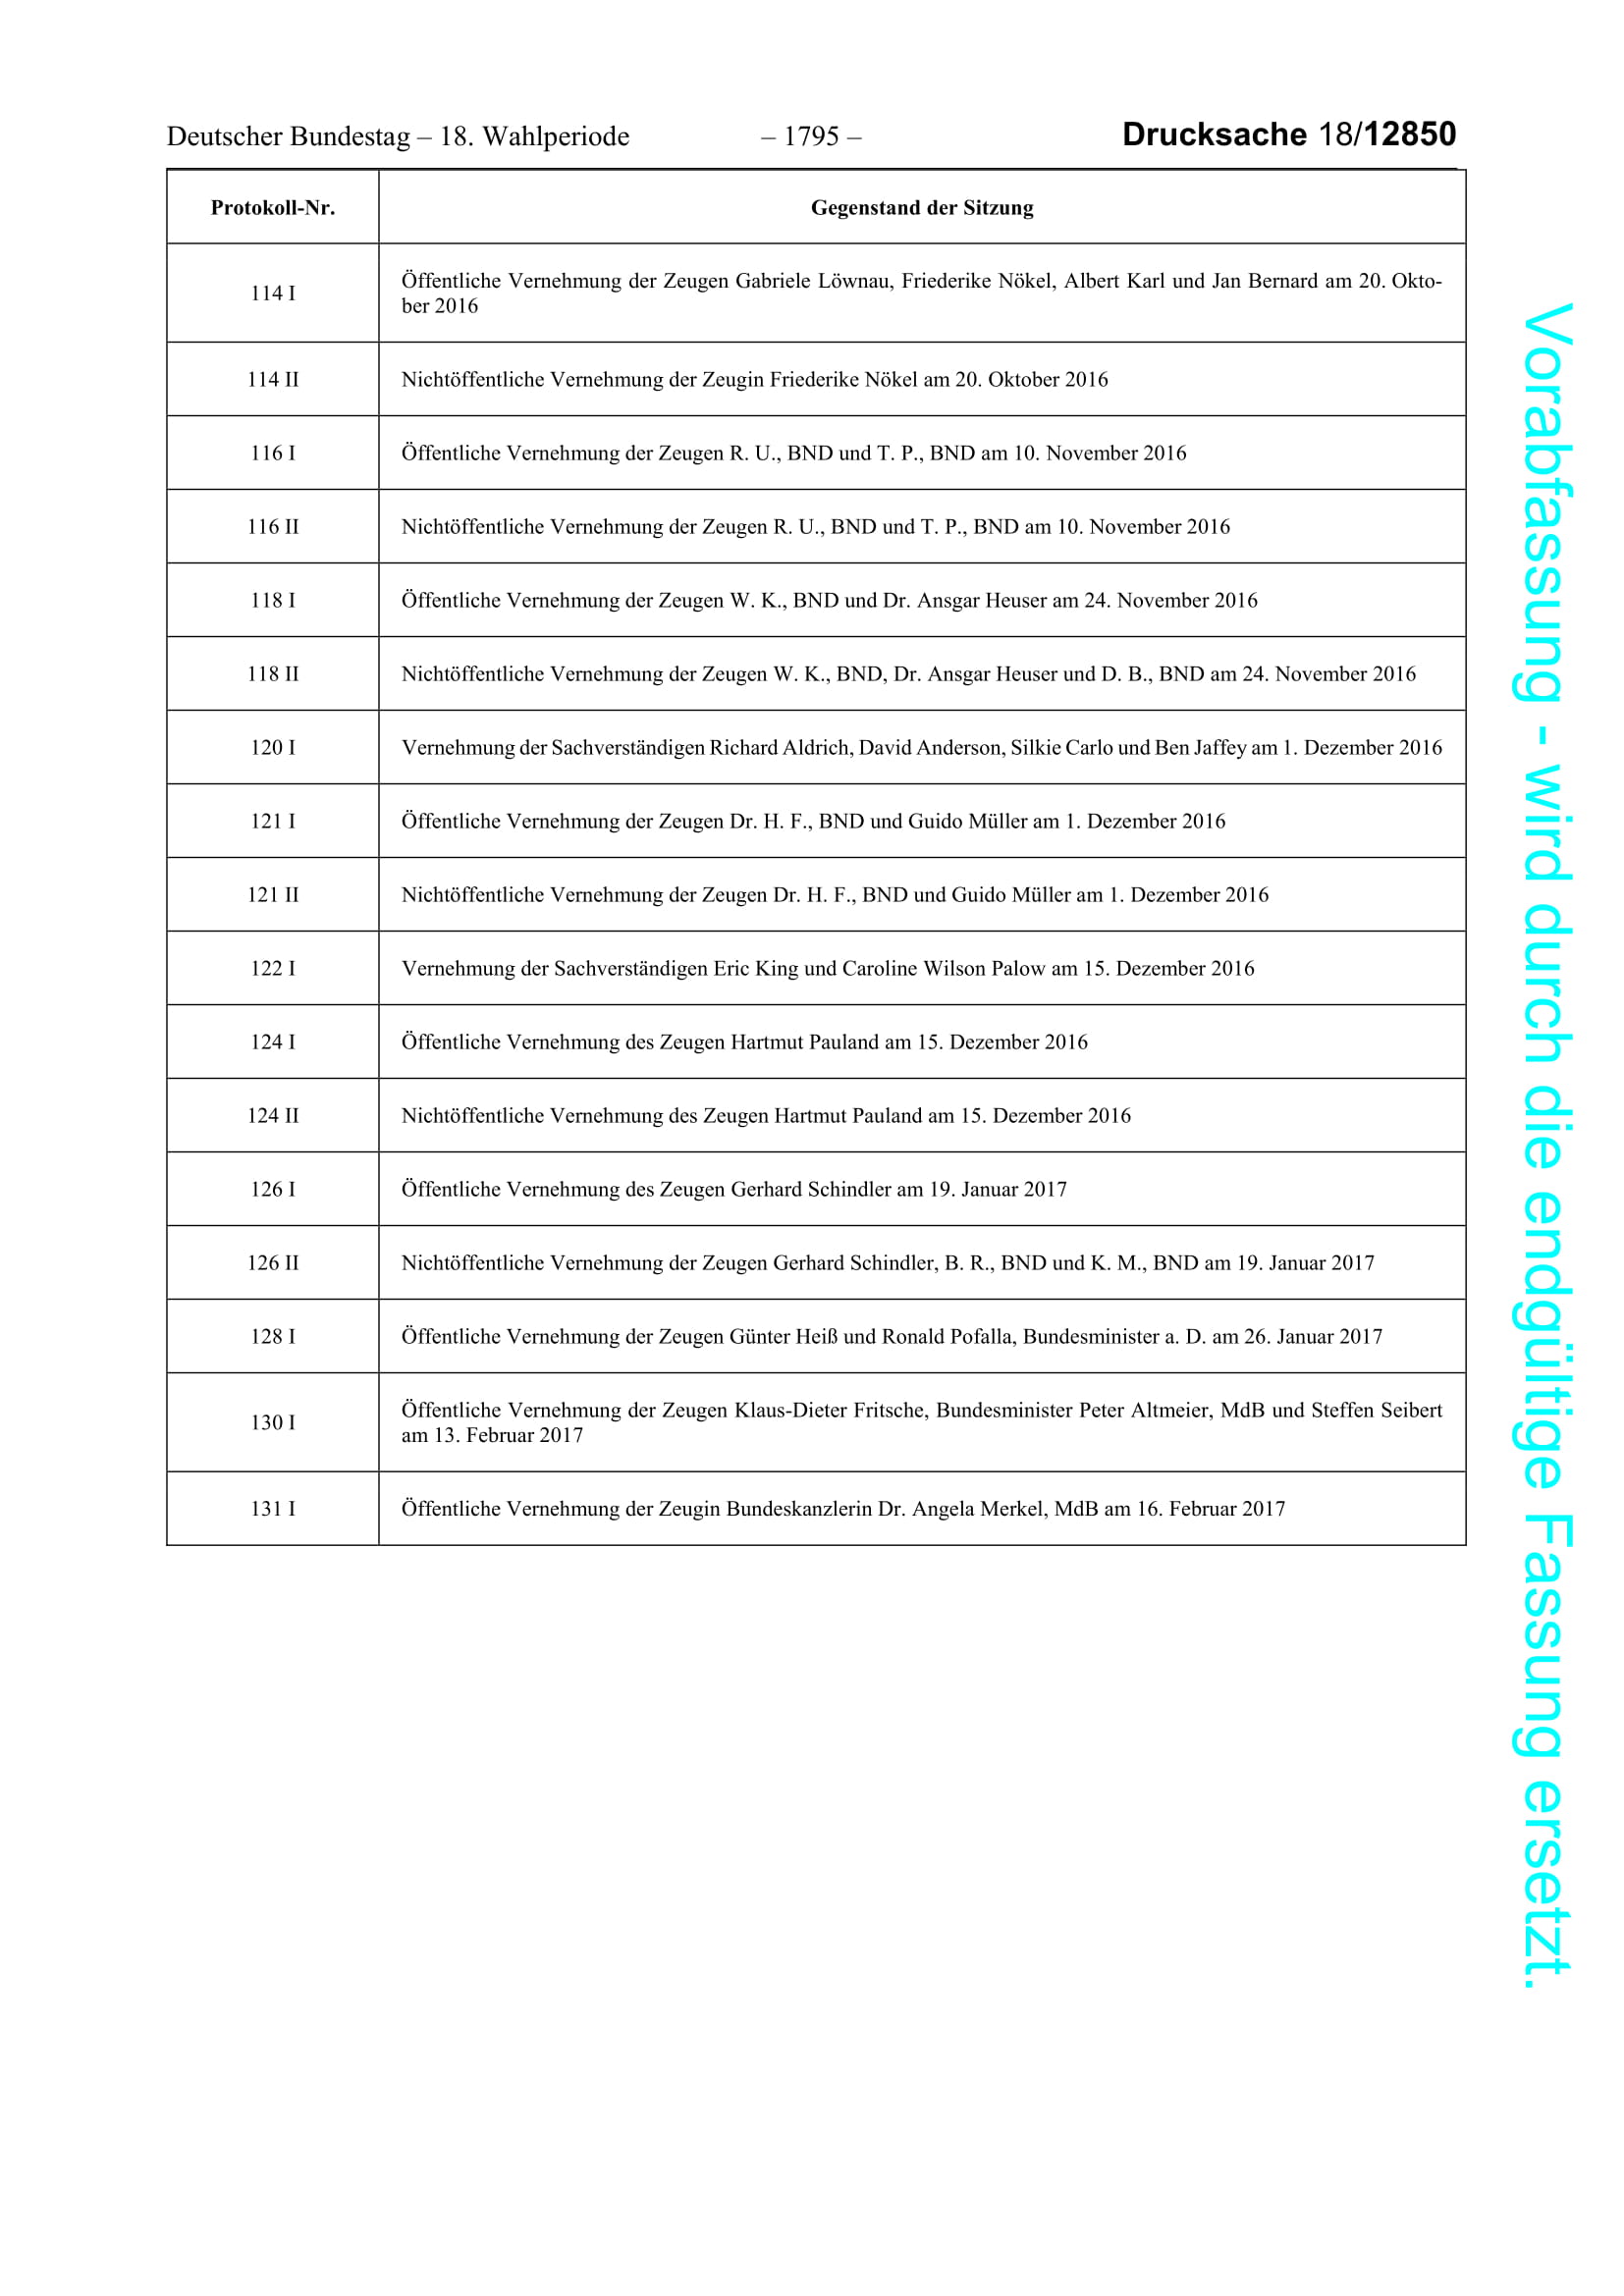 Deutscher Bundestag – 18. Wahlperiode – 1795 – Drucksache 18/12850
Protokoll-Nr. Gegenstand der Sitzung
114 I Öffentliche Vernehmung der Zeugen Gabriele Löwnau, Friederike Nökel, Albert Karl und Jan Bernard am 20. Okto-
ber 2016
114 II Nichtöffentliche Vernehmung der Zeugin Friederike Nökel am 20. Oktober 2016
116 I Öffentliche Vernehmung der Zeugen R. U., BND und T. P., BND am 10. November 2016
116 II Nichtöffentliche Vernehmung der Zeugen R. U., BND und T. P., BND am 10. November 2016
118 I Öffentliche Vernehmung der Zeugen W. K., BND und Dr. Ansgar Heuser am 24. November 2016
118 II Nichtöffentliche Vernehmung der Zeugen W. K., BND, Dr. Ansgar Heuser und D. B., BND am 24. November 2016
120 I Vernehmung der Sachverständigen Richard Aldrich, David Anderson, Silkie Carlo und Ben Jaffey am 1. Dezember 2016
121 I Öffentliche Vernehmung der Zeugen Dr. H. F., BND und Guido Müller am 1. Dezember 2016
121 II Nichtöffentliche Vernehmung der Zeugen Dr. H. F., BND und Guido Müller am 1. Dezember 2016
122 I Vernehmung der Sachverständigen Eric King und Caroline Wilson Palow am 15. Dezember 2016
124 I Öffentliche Vernehmung des Zeugen Hartmut Pauland am 15. Dezember 2016
124 II Nichtöffentliche Vernehmung des Zeugen Hartmut Pauland am 15. Dezember 2016
126 I Öffentliche Vernehmung des Zeugen Gerhard Schindler am 19. Januar 2017
126 II Nichtöffentliche Vernehmung der Zeugen Gerhard Schindler, B. R., BND und K. M., BND am 19. Januar 2017
128 I Öffentliche Vernehmung der Zeugen Günter Heiß und Ronald Pofalla, Bundesminister a. D. am 26. Januar 2017
130 I Öffentliche Vernehmung der Zeugen Klaus-Dieter Fritsche, Bundesminister Peter Altmeier, MdB und Steffen Seibert
am 13. Februar 2017
131 I Öffentliche Vernehmung der Zeugin Bundeskanzlerin Dr. Angela Merkel, MdB am 16. Februar 2017
Vorabfassung - wird durch die endgültige Fassung ersetzt.